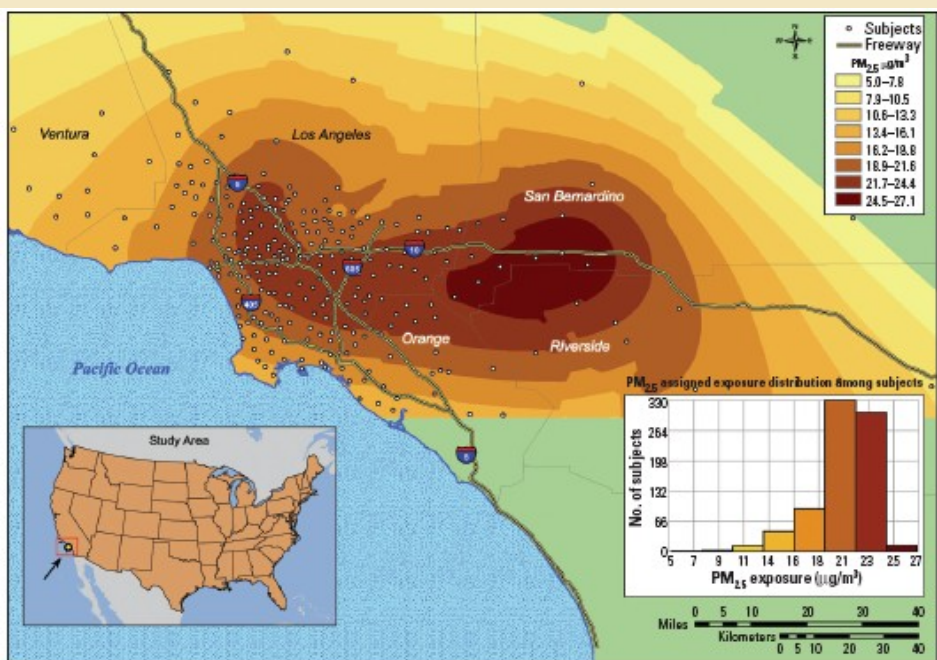 Subjects
Freeway
PM2.5 µg/m³
5.0–7.8
7.9–10.5
10.6–13.3
13.4–16.1
16.2–18.8
18.9–21.6
21.7–24.4
24.5–27.1
N
W E
S
Ventura
Los Angeles
San Bernardino
5
10
605
405
Orange
Riverside
Pacific Ocean
5
Study Area
PM2.5 assigned exposure distribution among subjects
No. of subjects
330
264
198
132
66
0
5 7 9 11 14 16 18 21 23 25 27
PM2.5 exposure (µg/m³)
Miles 0 5 10 20 30 40
Kilometers 0 5 10 20 30 40